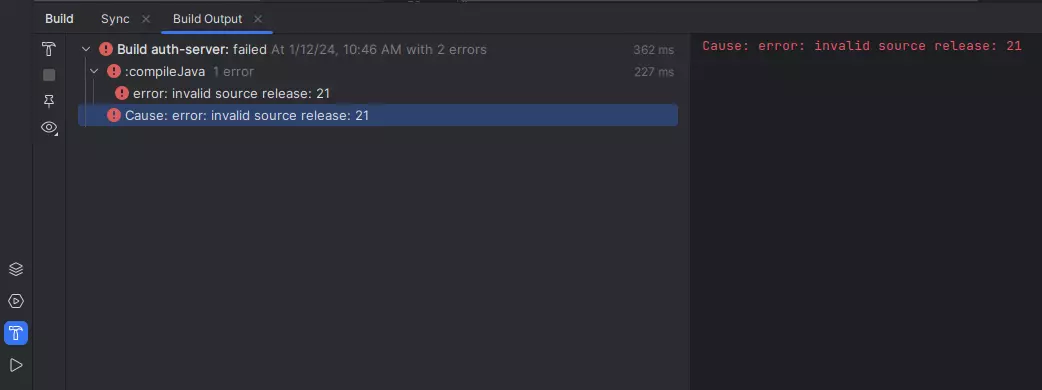 Build Sync Build Output
Build auth-server: failed At 1/12/24, 10:46 AM with 2 errors 362 ms
:compileJava 1 error 227 ms
error: invalid source release: 21
Cause: error: invalid source release: 21
Cause: error: invalid source release: 21